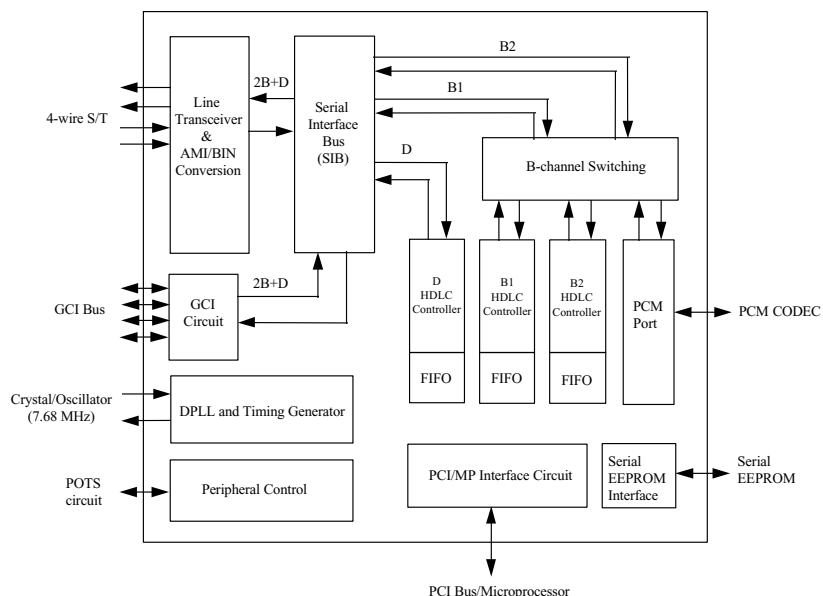 B2
2B+D
B1
Line
Transceiver
&
AMI/BIN
Conversion
Serial
Interface
Bus
(SIB)
4-wire S/T
D
B-channel Switching
D
HDLC
Controller
B1
HDLC
Controller
B2
HDLC
Controller
PCM
Port
PCM CODEC
GCI Bus
GCI
Circuit
2B+D
FIFO
FIFO
FIFO
Crystal/Oscillator
(7.68 MHz)
DPLL and Timing Generator
POTS
circuit
Peripheral Control
PCI/MP Interface Circuit
Serial
EEPROM
Interface
Serial
EEPROM
PCI Bus/Microprocessor